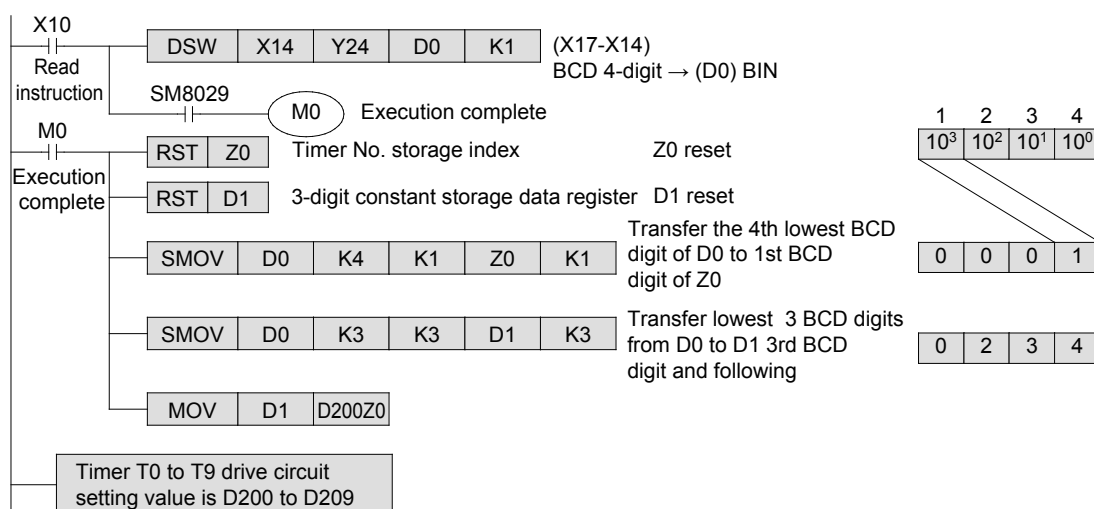 X10
DSW X14 Y24 D0 K1 (X17-X14)
Read
instruction
BCD 4-digit → (D0) BIN
SM8029
M0 Execution complete
M0
Execution
complete
RST Z0 Timer No. storage index Z0 reset
1 2 3 4
10³ 10² 10¹ 10⁰
RST D1 3-digit constant storage data register D1 reset
SMOV D0 K4 K1 Z0 K1
Transfer the 4th lowest BCD
digit of D0 to 1st BCD
digit of Z0
0 0 0 1
SMOV D0 K3 K3 D1 K3
Transfer lowest 3 BCD digits
from D0 to D1 3rd BCD
digit and following
0 2 3 4
MOV D1 D200Z0
Timer T0 to T9 drive circuit
setting value is D200 to D209